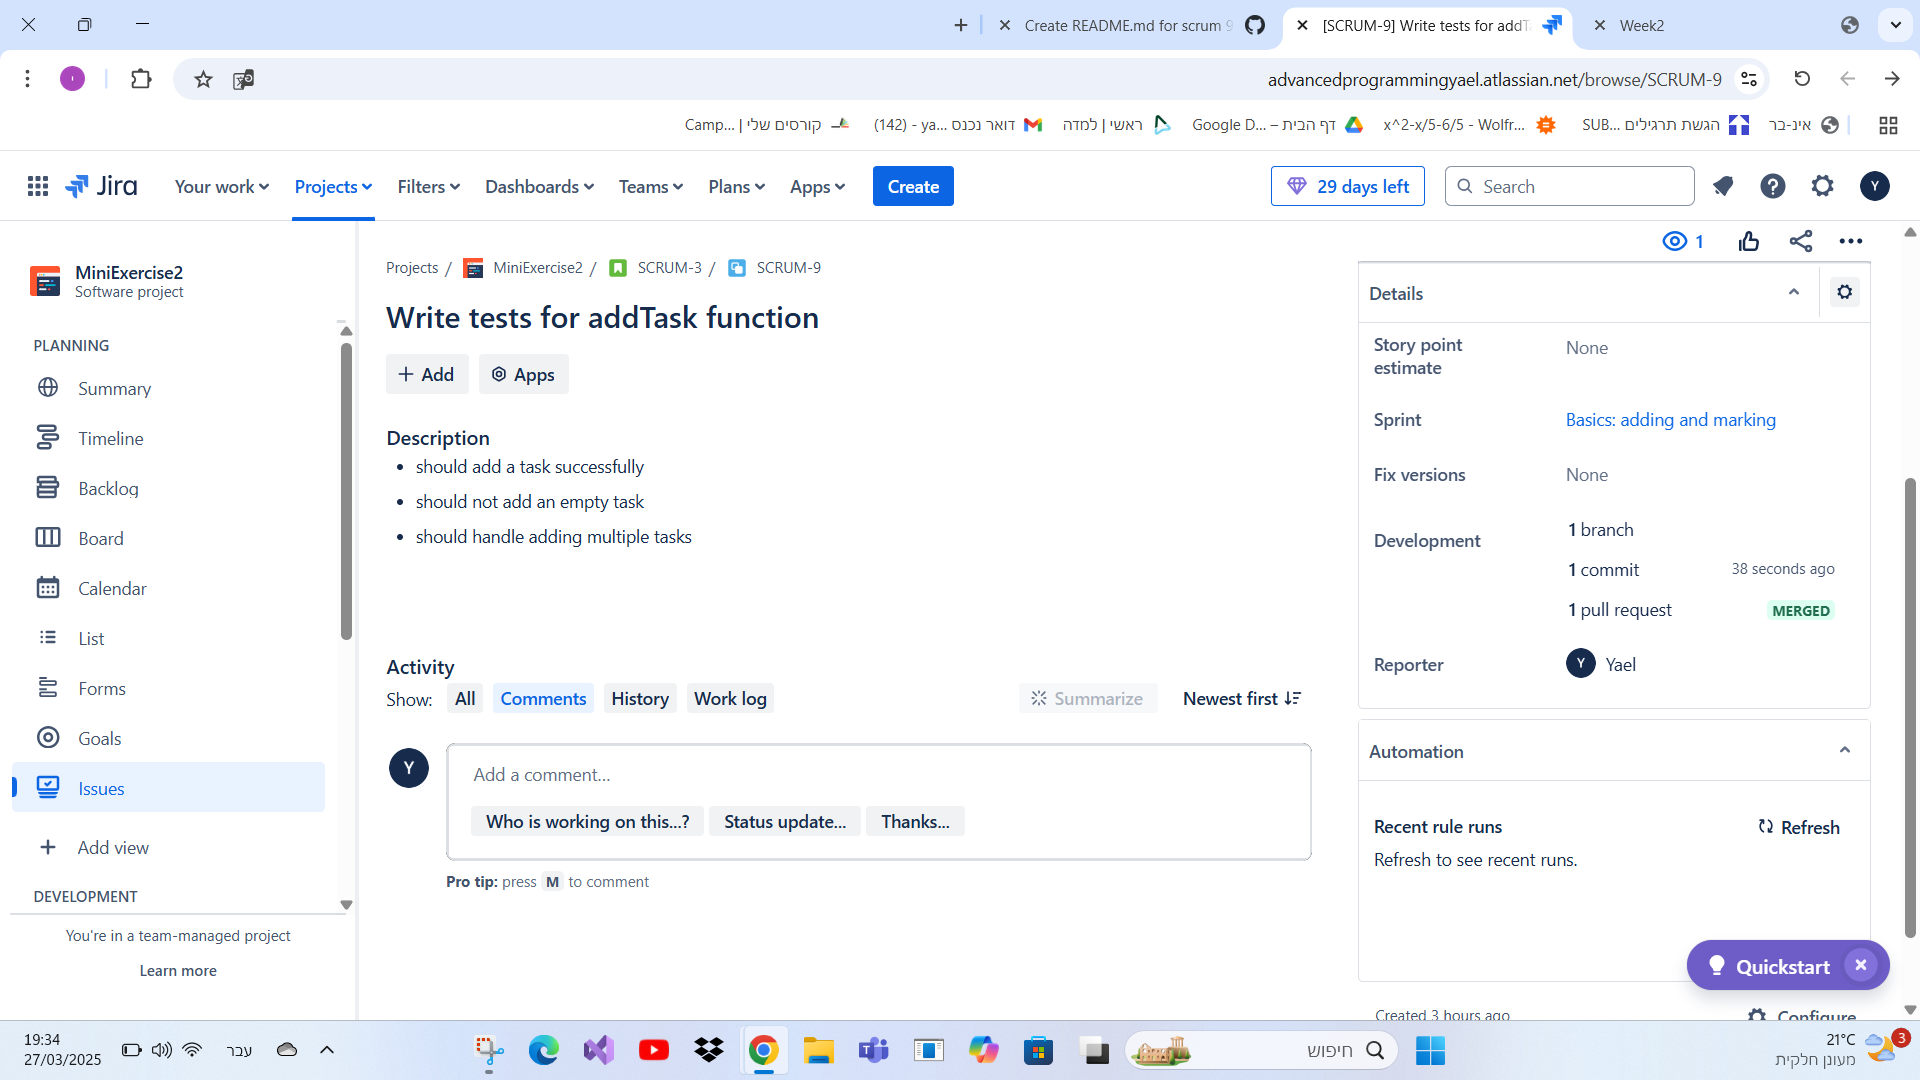 Create README.md for scrum 9
[SCRUM-9] Write tests for addT
Week2
advancedprogrammingyael.atlassian.net/browse/SCRUM-9
Camp... | קורסים שלי
(142) - ya... דואר נכנס
ראשי | למדה
Google D... – דף הבית
x^2-x/5-6/5 - Wolfr...
SUB... הגשת תרגילים
אינ-בר
Jira
Your work
Projects
Filters
Dashboards
Teams
Plans
Apps
Create
29 days left
Search
Y
MiniExercise2
Software project
PLANNING
Summary
Timeline
Backlog
Board
Calendar
List
Forms
Goals
Issues
Add view
DEVELOPMENT
You're in a team-managed project
Learn more
Projects / MiniExercise2 / SCRUM-3 / SCRUM-9
1
Write tests for addTask function
Add
Apps
Description
• should add a task successfully
• should not add an empty task
• should handle adding multiple tasks
Activity
Show: All Comments History Work log
Summarize
Newest first
Y
Add a comment...
Who is working on this...?
Status update...
Thanks...
Pro tip: press M to comment
Details
Story point estimate
None
Sprint
Basics: adding and marking
Fix versions
None
Development
1 branch
1 commit
38 seconds ago
1 pull request
MERGED
Reporter
Y
Yael
Automation
Recent rule runs
Refresh
Refresh to see recent runs.
Quickstart
Created 3 hours ago
Configure
19:34
27/03/2025
עבר
חיפוש
21°C
מעונן חלקית
3